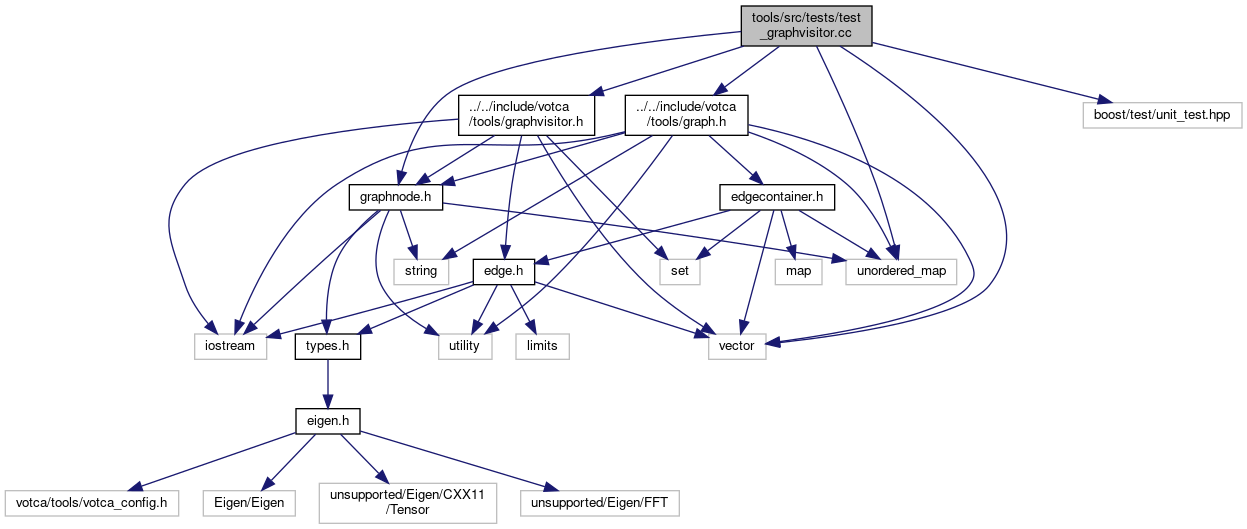 tools/src/tests/test
_graphvisitor.cc
../../include/votca
/tools/graphvisitor.h
../../include/votca
/tools/graph.h
boost/test/unit_test.hpp
graphnode.h
edgecontainer.h
string
edge.h
set
map
unordered_map
iostream
types.h
utility
limits
vector
eigen.h
votca/tools/votca_config.h
Eigen/Eigen
unsupported/Eigen/CXX11
/Tensor
unsupported/Eigen/FFT